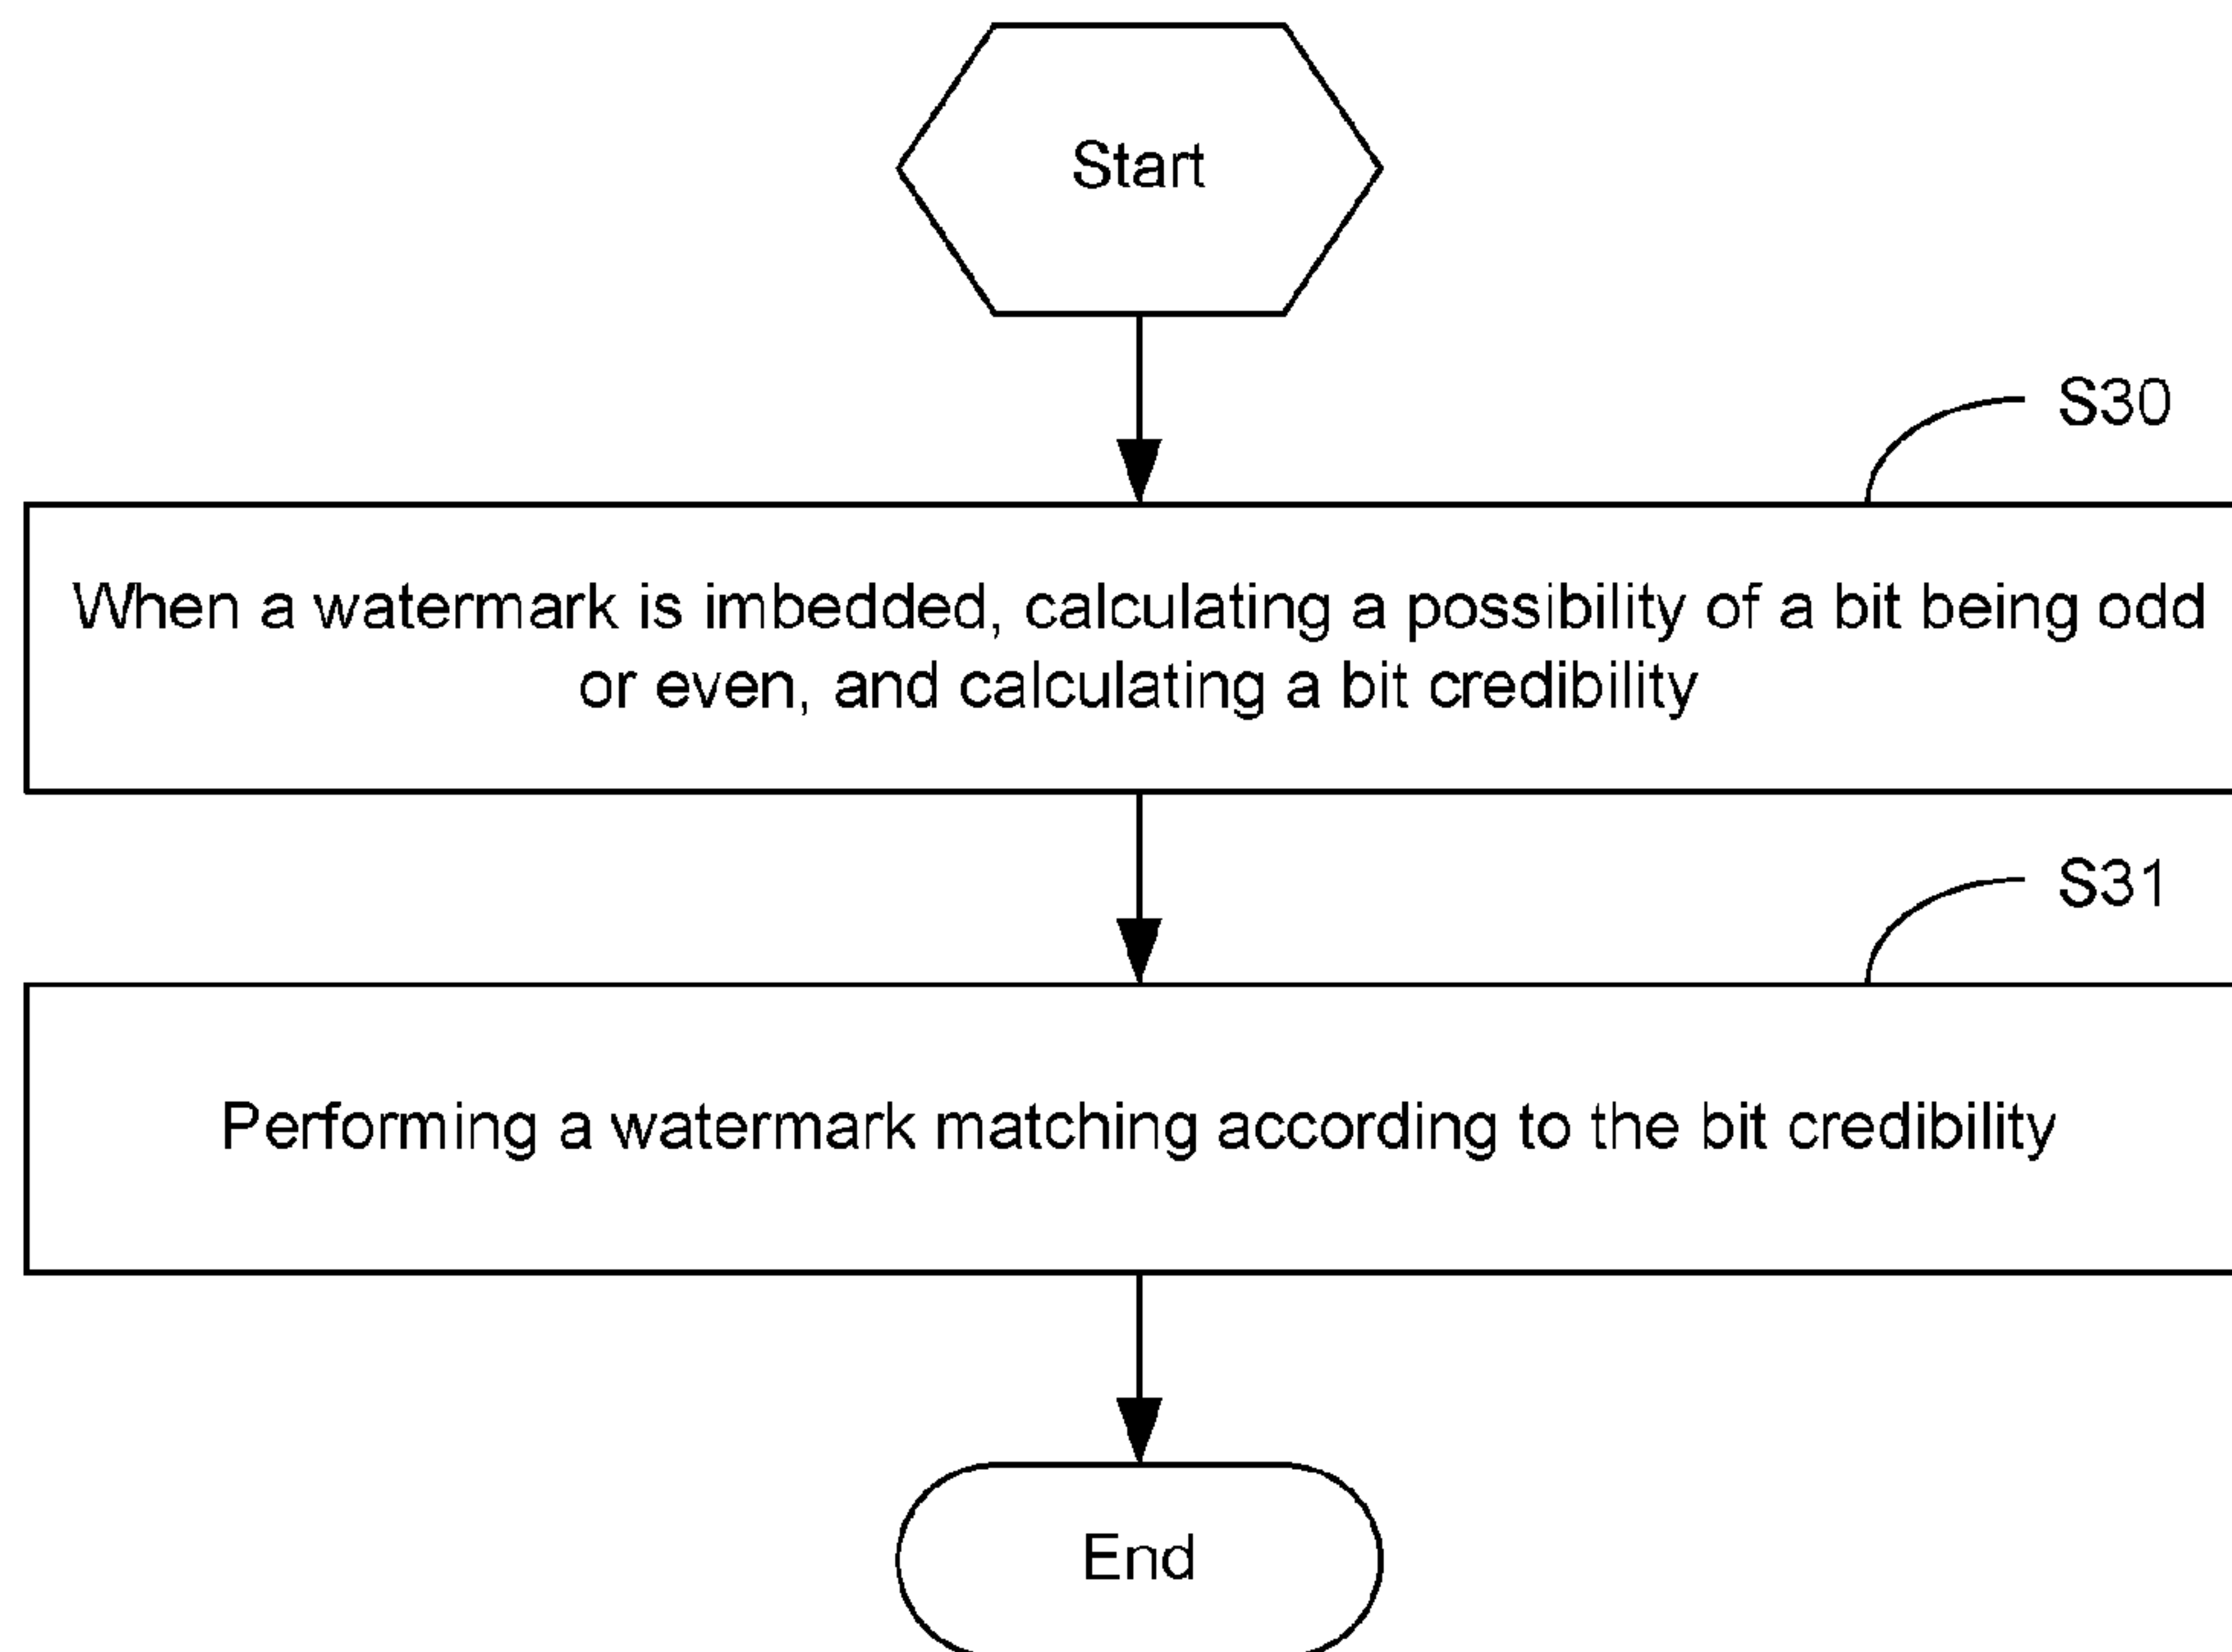 Start
S30
When a watermark is imbedded, calculating a possibility of a bit being odd
or even, and calculating a bit credibility
S31
Performing a watermark matching according to the bit credibility
End